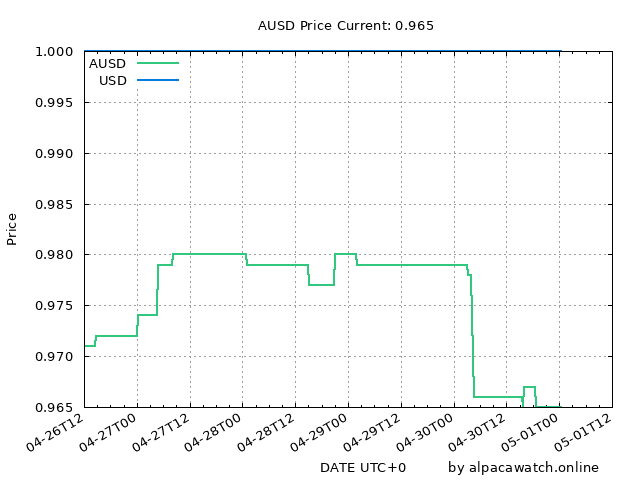 AUSD Price Current: 0.965
1.000
AUSD
USD
0.995
0.990
0.985
0.980
0.975
0.970
0.965
Price
04-26T12
04-27T00
04-27T12
04-28T00
04-28T12
04-29T00
04-29T12
04-30T00
04-30T12
05-01T00
05-01T12
DATE UTC+0
by alpacawatch.online